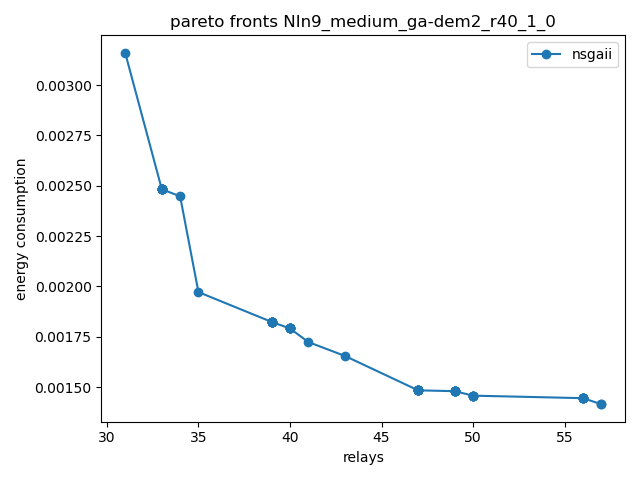 pareto fronts NIn9_medium_ga-dem2_r40_1_0
nsgaii
0.00300
0.00275
0.00250
0.00225
0.00200
0.00175
0.00150
energy consumption
30 35 40 45 50 55
relays